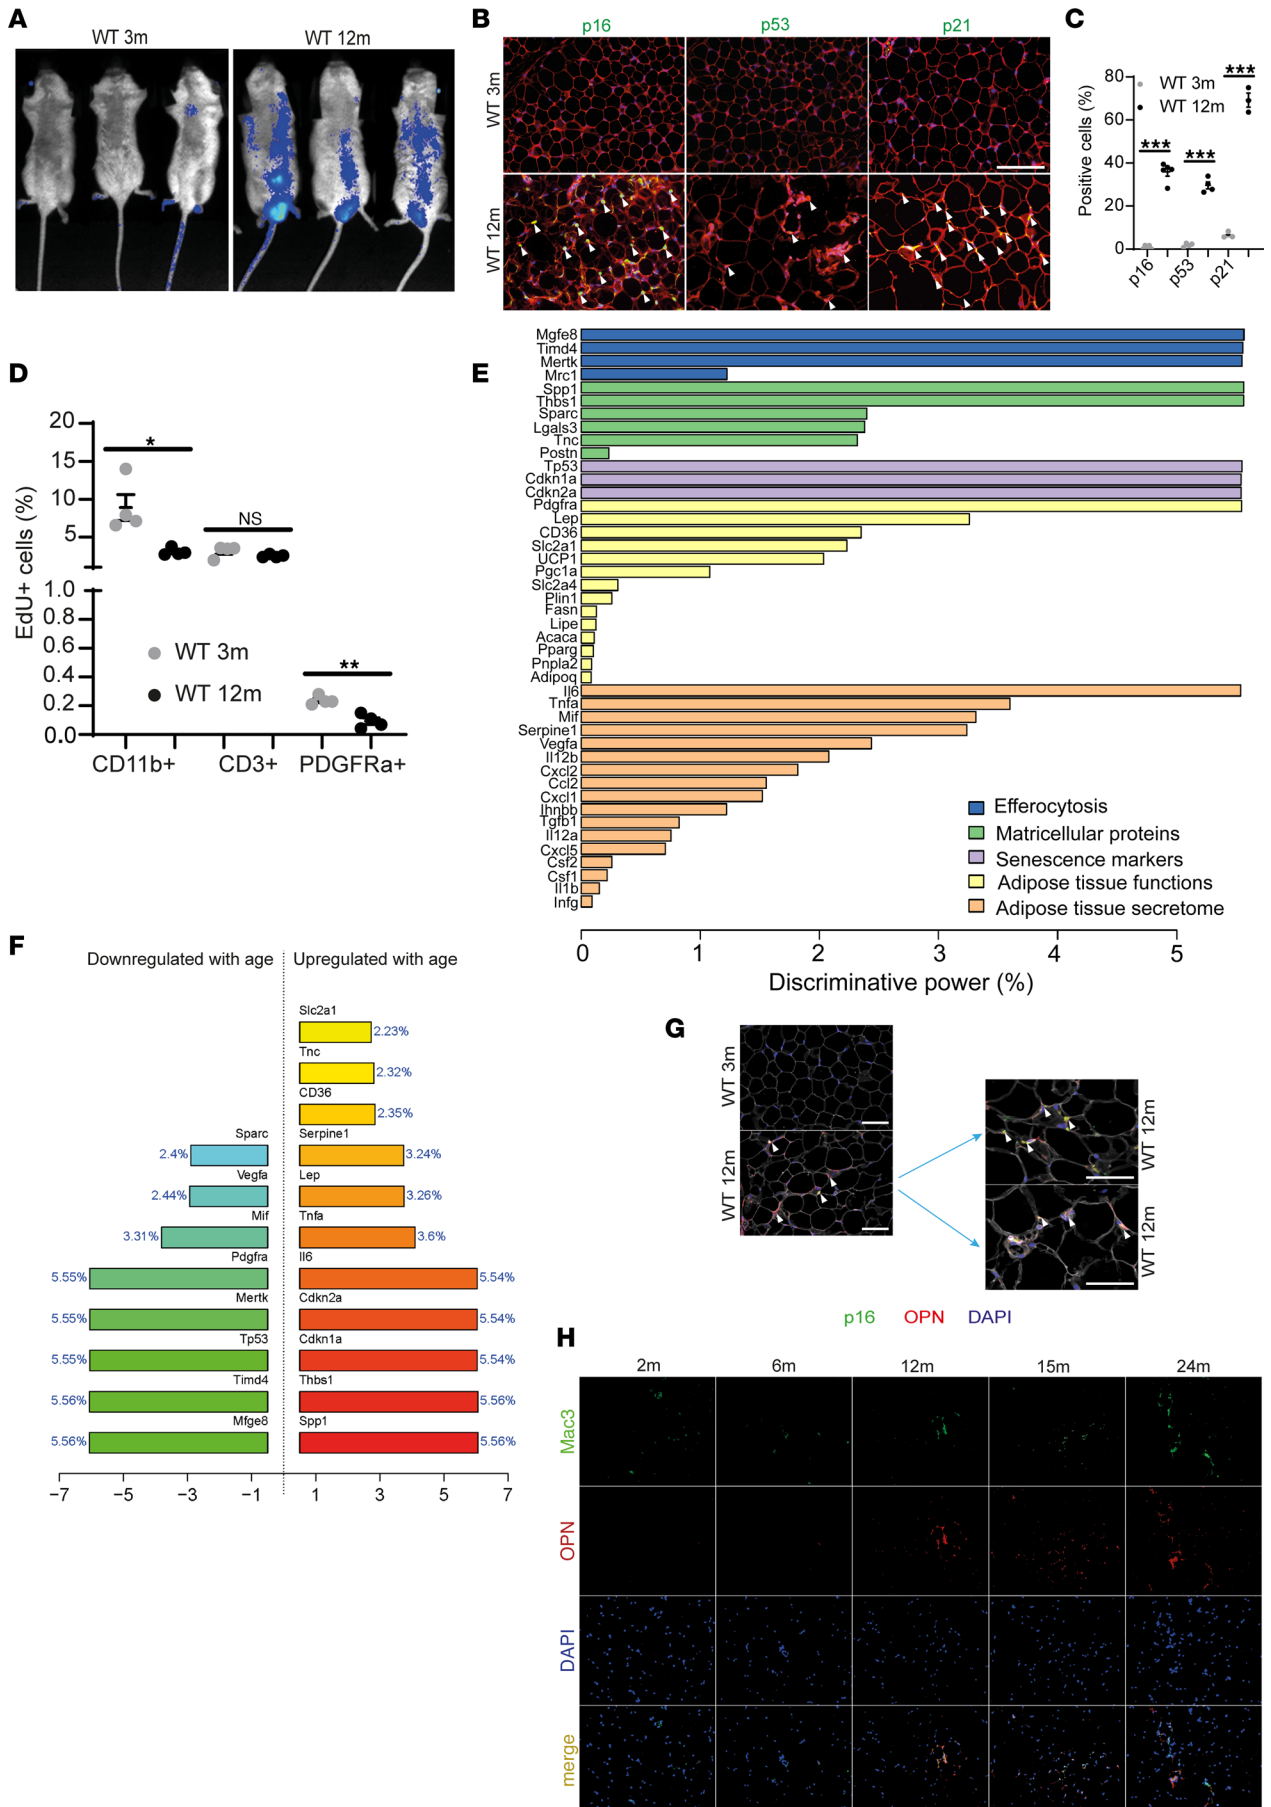 A
WT 3m
WT 12m
B
p16
p53
p21
WT 3m
WT 12m
C
Positive cells (%)
80
60
40
20
0
WT 3m
WT 12m
***
***
***
p16
p53
p21
D
EdU+ cells (%)
20
15
10
5
1.0
0.8
0.6
0.4
0.2
0.0
*
NS
**
WT 3m
WT 12m
CD11b+
CD3+
PDGFRa+
E
Mgfe8
Timd4
Mertk
Mrc1
Spp1
Thbs1
Sparc
Lgals3
Tnc
Postn
Tp53
Cdkn1a
Cdkn2a
Pdgfra
Lep
CD36
Slc2a1
UCP1
Pgc1a
Slc2a4
Plin1
Fasn
Lipe
Acaca
Pparg
Pnpla2
Adipoq
Il6
Tnfa
Mif
Serpine1
Vegfa
Il12b
Cxcl2
Ccl2
Cxcl1
Ihnbb
Tgfb1
Il12a
Cxcl5
Csf2
Csf1
Il1b
Infg
Efferocytosis
Matricellular proteins
Senescence markers
Adipose tissue functions
Adipose tissue secretome
0
1
2
3
4
5
Discriminative power (%)
F
Downregulated with age
Upregulated with age
Slc2a1
2.23%
Tnc
2.32%
CD36
2.35%
Sparc
Serpine1
2.4%
3.24%
Vegfa
Lep
2.44%
3.26%
Mif
Tnfa
3.31%
3.6%
Pdgfra
Il6
5.55%
5.54%
Mertk
Cdkn2a
5.55%
5.54%
Tp53
Cdkn1a
5.55%
5.54%
Timd4
Thbs1
5.56%
5.56%
Mfge8
Spp1
5.56%
5.56%
−7
−5
−3
−1
1
3
5
7
G
WT 3m
WT 12m
WT 12m
WT 12m
p16
OPN
DAPI
H
2m
6m
12m
15m
24m
Mac3
OPN
DAPI
merge